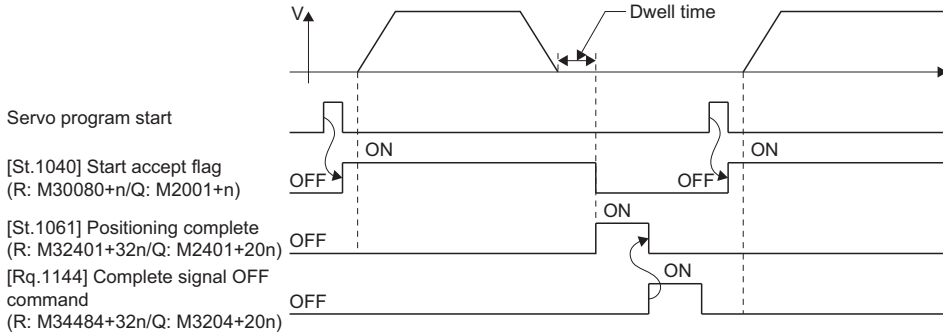 V
Dwell time
Servo program start
ON
ON
[St.1040] Start accept flag
(R: M30080+n/Q: M2001+n)
OFF
OFF
ON
[St.1061] Positioning complete
(R: M32401+32n/Q: M2401+20n)
OFF
ON
[Rq.1144] Complete signal OFF
command
(R: M34484+32n/Q: M3204+20n)
OFF